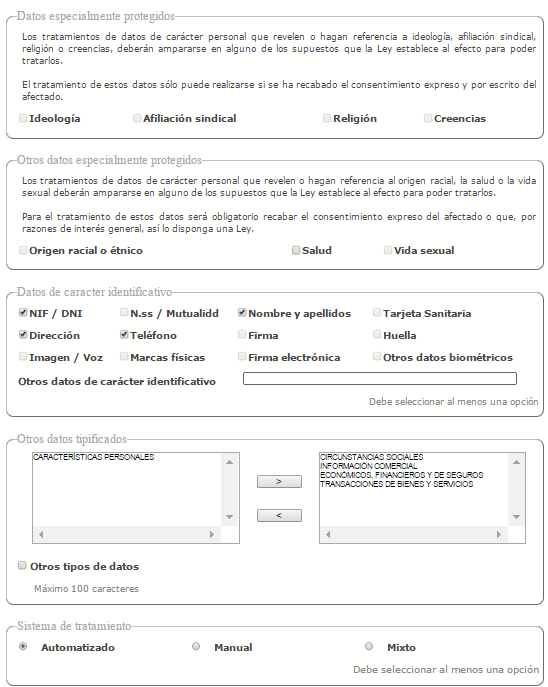 Datos especialmente protegidos
Los tratamientos de datos de carácter personal que revelen o hagan referencia a ideología, afiliación sindical,
religión o creencias, deberán ampararse en alguno de los supuestos que la Ley establece al efecto para poder
tratarlos.
El tratamiento de estos datos sólo puede realizarse si se ha recabado el consentimiento expreso y por escrito del
afectado.
Ideología Afiliación sindical Religión Creencias
Otros datos especialmente protegidos
Los tratamientos de datos de carácter personal que revelen o hagan referencia al origen racial, la salud o la vida
sexual deberán ampararse en alguno de los supuestos que la Ley establece al efecto para poder tratarlos.
Para el tratamiento de estos datos será obligatorio recabar el consentimiento expreso del afectado o que, por
razones de interés general, así lo disponga una Ley.
Origen racial o étnico Salud Vida sexual
Datos de caracter identificativo
NIF / DNI N.ss / Mutualidd Nombre y apellidos Tarjeta Sanitaria
Dirección Teléfono Firma Huella
Imagen / Voz Marcas físicas Firma electrónica Otros datos biométricos
Otros datos de carácter identificativo
Debe seleccionar al menos una opción
Otros datos tipificados
CARACTERÍSTICAS PERSONALES
>
<
CIRCUNSTANCIAS SOCIALES
INFORMACIÓN COMERCIAL
ECONÓMICOS, FINANCIEROS Y DE SEGUROS
TRANSACCIONES DE BIENES Y SERVICIOS
Otros tipos de datos
Máximo 100 caracteres
Sistema de tratamiento
Automatizado Manual Mixto
Debe seleccionar al menos una opción